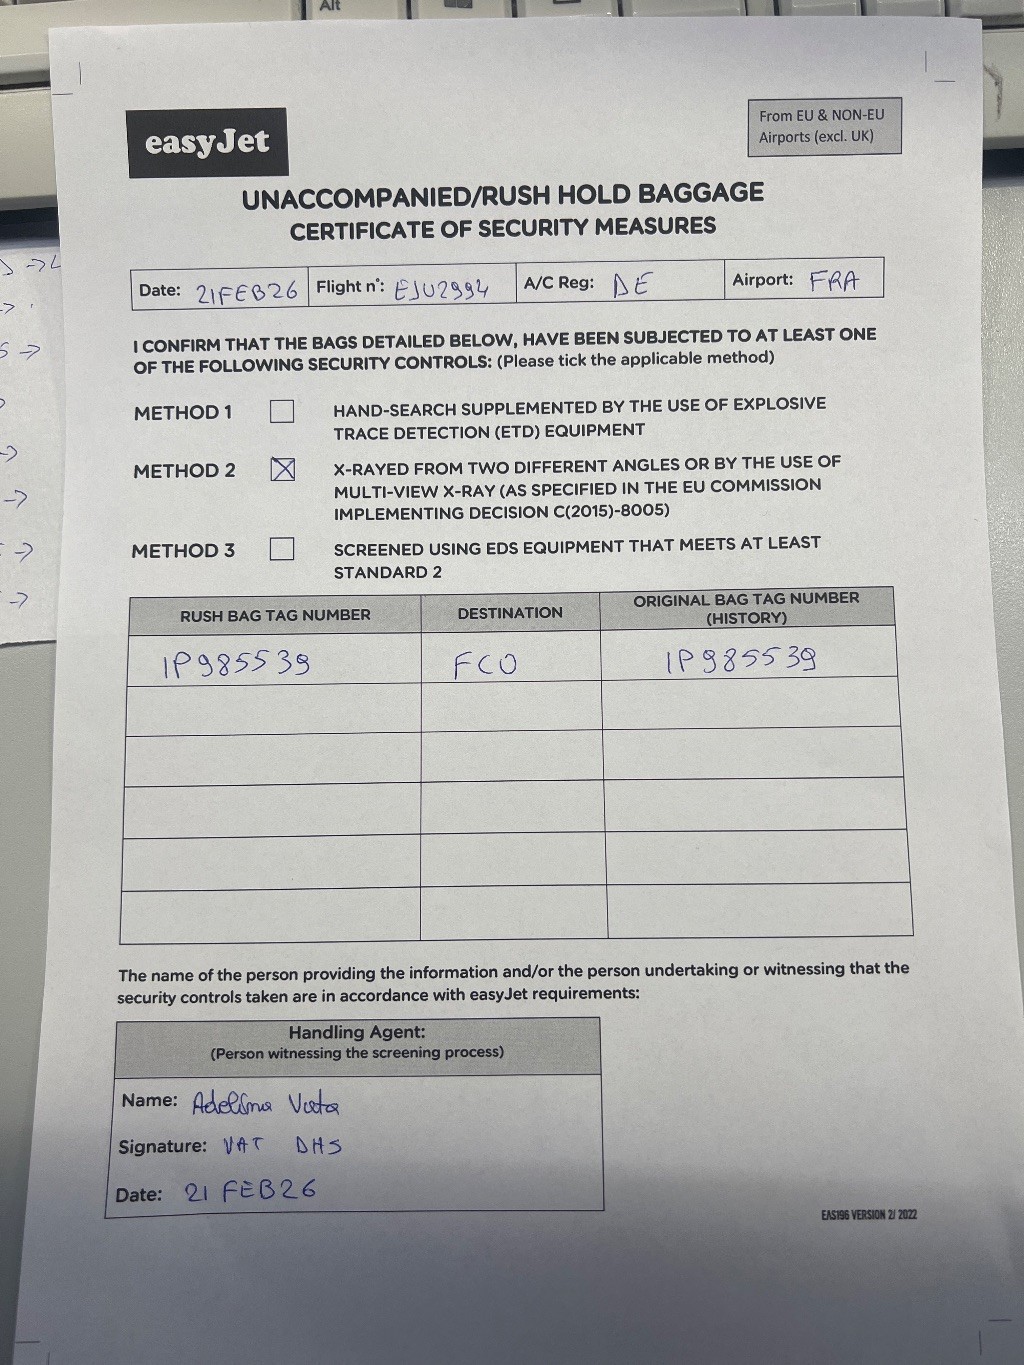 Alt
easyJet
From EU & NON-EU
Airports (excl. UK)
UNACCOMPANIED/RUSH HOLD BAGGAGE
CERTIFICATE OF SECURITY MEASURES
Date: 21FEB26 Flight n°: EJU2994 A/C Reg: DE Airport: FRA
I CONFIRM THAT THE BAGS DETAILED BELOW, HAVE BEEN SUBJECTED TO AT LEAST ONE
OF THE FOLLOWING SECURITY CONTROLS: (Please tick the applicable method)
METHOD 1 HAND-SEARCH SUPPLEMENTED BY THE USE OF EXPLOSIVE
TRACE DETECTION (ETD) EQUIPMENT
METHOD 2 X-RAYED FROM TWO DIFFERENT ANGLES OR BY THE USE OF
MULTI-VIEW X-RAY (AS SPECIFIED IN THE EU COMMISSION
IMPLEMENTING DECISION C(2015)-8005)
METHOD 3 SCREENED USING EDS EQUIPMENT THAT MEETS AT LEAST
STANDARD 2
RUSH BAG TAG NUMBER DESTINATION ORIGINAL BAG TAG NUMBER
(HISTORY)
IP985539 FCO IP985539
The name of the person providing the information and/or the person undertaking or witnessing that the
security controls taken are in accordance with easyJet requirements:
Handling Agent:
(Person witnessing the screening process)
Name: Adelina
Signature: VAT DHS
Date: 21 FEB26
EAS196 VERSION 2/ 2022